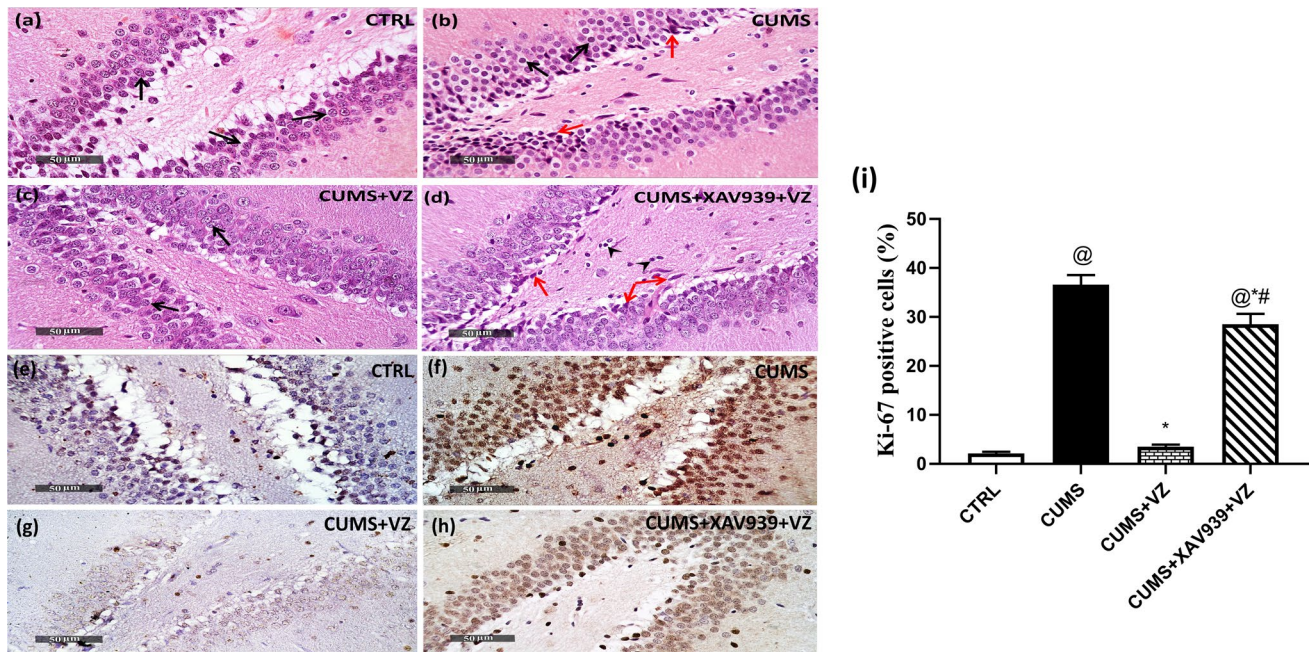 (a) CTRL
50 μm
(b) CUMS
50 μm
(c) CUMS+VZ
50 μm
(d) CUMS+XAV939+VZ
50 μm
(e) CTRL
50 μm
(f) CUMS
50 μm
(g) CUMS+VZ
50 μm
(h) CUMS+XAV939+VZ
50 μm
(i)
Ki-67 positive cells (%)
50
40
30
20
10
0
@
*
@*#
CTRL
CUMS
CUMS+VZ
CUMS+XAV939+VZ